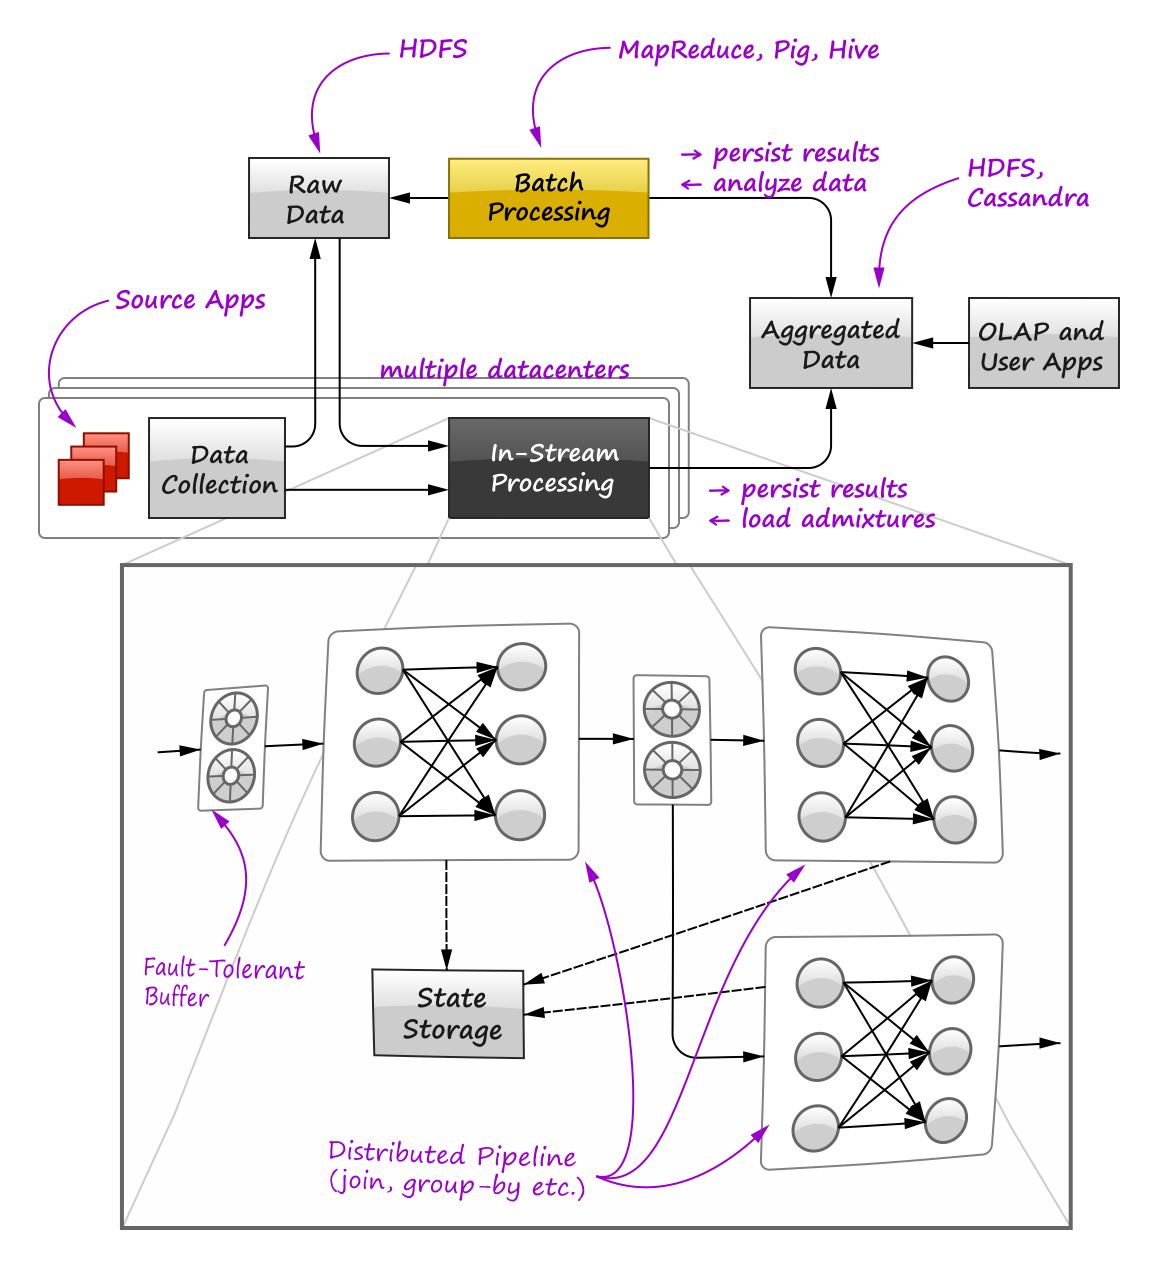 HDFS
MapReduce, Pig, Hive
Raw
Data
Batch
Processing
→ persist results
← analyze data
HDFS,
Cassandra
Source Apps
Aggregated
Data
OLAP and
User Apps
multiple datacenters
Data
Collection
In-Stream
Processing
→ persist results
← load admixtures
Fault-Tolerant
Buffer
State
Storage
Distributed Pipeline
(join, group-by etc.)